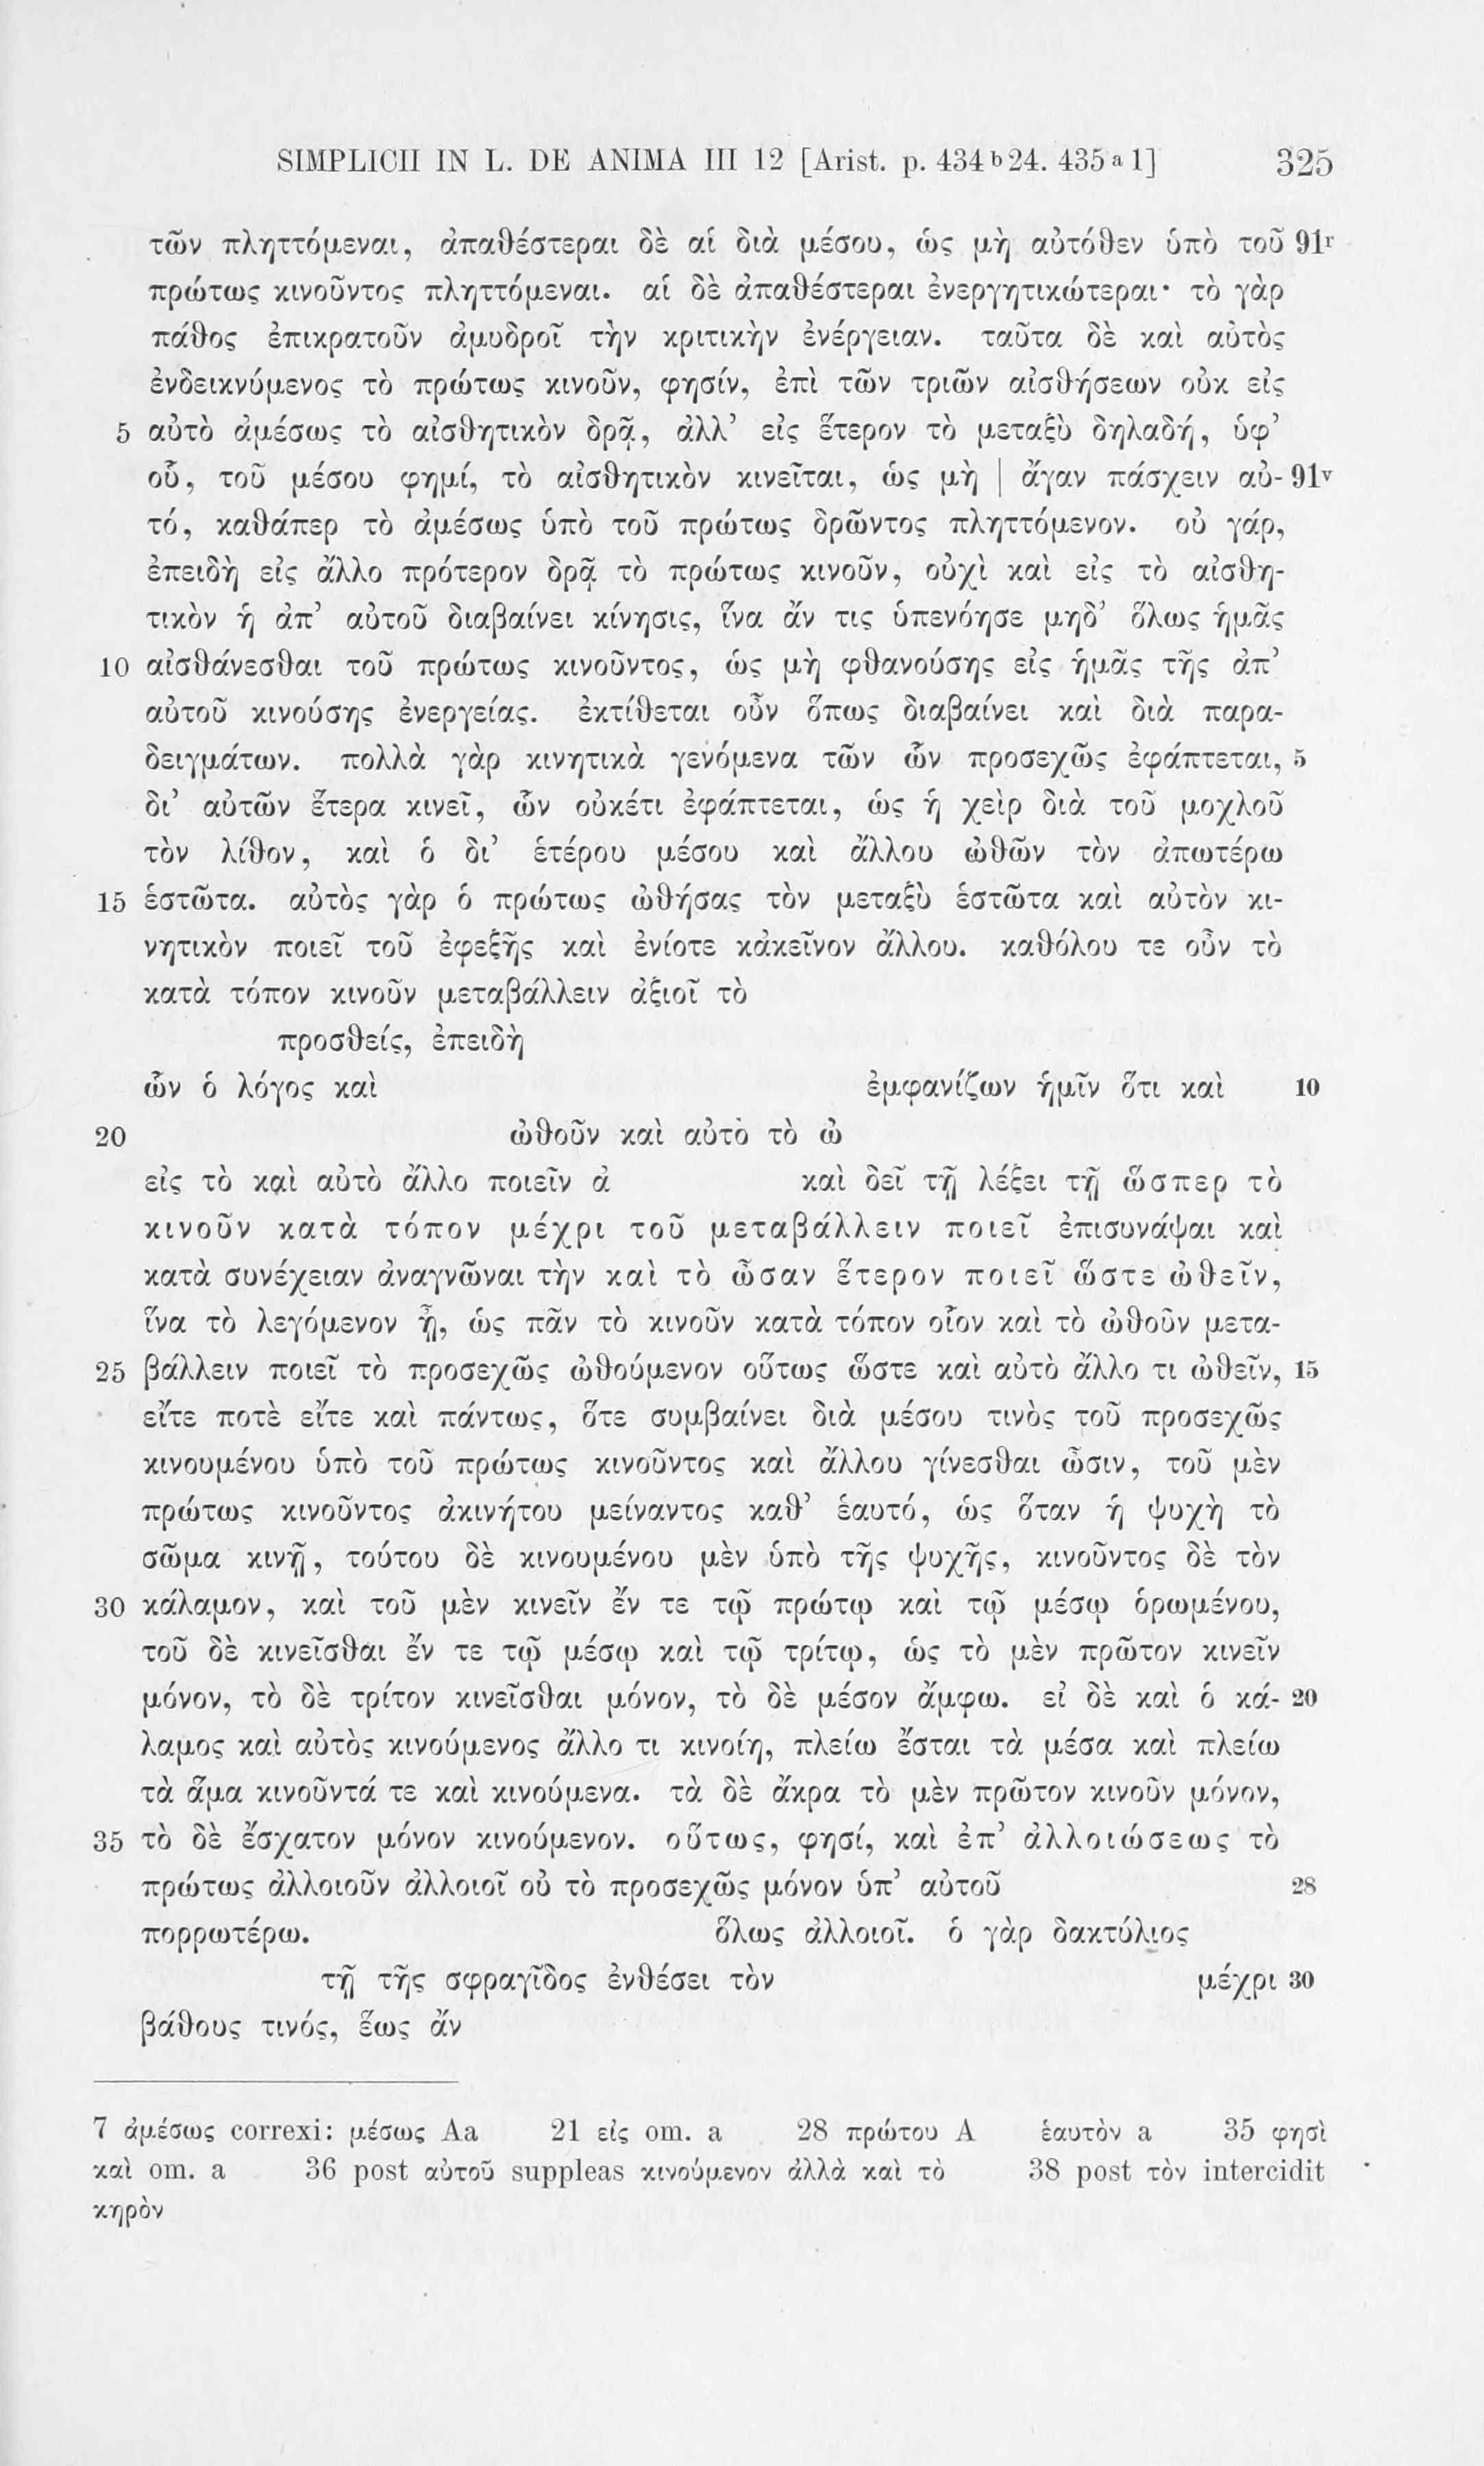 SIMPLICII IN L. DE ANIMA III 12 [Arist. p. 434 b 24. 435 a 1] 325
τῶν πληττόμεναι, ἀπαθέστεραι δὲ αἱ διὰ μέσου, ὡς μὴ αὐτόθεν ὑπὸ τοῦ 91r
πρώτως κινοῦντος πληττόμεναι. αἱ δὲ ἀπαθέστεραι ἐνεργητικώτεραι· τὸ γὰρ
πάθος ἐπικρατοῦν ἀμυδροῖ τὴν κριτικὴν ἐνέργειαν. ταῦτα δὲ καὶ αὐτὸς
ἐνδεικνύμενος τὸ πρώτως κινοῦν, φησίν, ἐπὶ τῶν τριῶν αἰσθήσεων οὐκ εἰς
5 αὐτὸ ἀμέσως τὸ αἰσθητικὸν δρᾷ, ἀλλ’ εἰς ἕτερον τὸ μεταξὺ δηλαδή, ὑφ’
οὗ, τοῦ μέσου φημί, τὸ αἰσθητικὸν κινεῖται, ὡς μὴ | ἄγαν πάσχειν αὐ- 91v
τό, καθάπερ τὸ ἀμέσως ὑπὸ τοῦ πρώτως δρῶντος πληττόμενον. οὐ γάρ,
ἐπειδὴ εἰς ἄλλο πρότερον δρᾷ τὸ πρώτως κινοῦν, οὐχὶ καὶ εἰς τὸ αἰσθη-
τικὸν ἡ ἀπ’ αὐτοῦ διαβαίνει κίνησις, ἵνα ἄν τις ὑπενόησε μηδ’ ὅλως ἡμᾶς
10 αἰσθάνεσθαι τοῦ πρώτως κινοῦντος, ὡς μὴ φθανούσης εἰς ἡμᾶς τῆς ἀπ’
αὐτοῦ κινούσης ἐνεργείας. ἐκτίθεται οὖν ὅπως διαβαίνει καὶ διὰ παρα-
δειγμάτων. πολλὰ γὰρ κινητικὰ γενόμενα τῶν ὧν προσεχῶς ἐφάπτεται, 5
δι’ αὐτῶν ἕτερα κινεῖ, ὧν οὐκέτι ἐφάπτεται, ὡς ἡ χεὶρ διὰ τοῦ μοχλοῦ
τὸν λίθον, καὶ ὁ δι’ ἑτέρου μέσου καὶ ἄλλου ὠθῶν τὸν ἀπωτέρω
15 ἑστῶτα. αὐτὸς γὰρ ὁ πρώτως ὠθήσας τὸν μεταξὺ ἑστῶτα καὶ αὐτὸν κι-
νητικὸν ποιεῖ τοῦ ἐφεξῆς καὶ ἐνίοτε κἀκεῖνον ἄλλου. καθόλου τε οὖν τὸ
κατὰ τόπον κινοῦν μεταβάλλειν ἀξιοῖ τὸ
προσθείς, ἐπειδὴ
ὧν ὁ λόγος καὶ ἐμφανίζων ἡμῖν ὅτι καὶ 10
20 ὠθοῦν καὶ αὐτὸ τὸ ὠ
εἰς τὸ καὶ αὐτὸ ἄλλο ποιεῖν ἀ καὶ δεῖ τῇ λέξει τῇ ὥσπερ τὸ
κινοῦν κατὰ τόπον μέχρι τοῦ μεταβάλλειν ποιεῖ ἐπισυνάψαι καὶ
κατὰ συνέχειαν ἀναγνῶναι τὴν καὶ τὸ ὦσαν ἕτερον ποιεῖ ὥστε ὠθεῖν,
ἵνα τὸ λεγόμενον ᾖ, ὡς πᾶν τὸ κινοῦν κατὰ τόπον οἷον καὶ τὸ ὠθοῦν μετα-
25 βάλλειν ποιεῖ τὸ προσεχῶς ὠθούμενον οὕτως ὥστε καὶ αὐτὸ ἄλλο τι ὠθεῖν, 15
εἴτε ποτὲ εἴτε καὶ πάντως, ὅτε συμβαίνει διὰ μέσου τινὸς τοῦ προσεχῶς
κινουμένου ὑπὸ τοῦ πρώτως κινοῦντος καὶ ἄλλου γίνεσθαι ὦσιν, τοῦ μὲν
πρώτως κινοῦντος ἀκινήτου μείναντος καθ’ ἑαυτό, ὡς ὅταν ἡ ψυχὴ τὸ
σῶμα κινῇ, τούτου δὲ κινουμένου μὲν ὑπὸ τῆς ψυχῆς, κινοῦντος δὲ τὸν
30 κάλαμον, καὶ τοῦ μὲν κινεῖν ἔν τε τῷ πρώτῳ καὶ τῷ μέσῳ ὁρωμένου,
τοῦ δὲ κινεῖσθαι ἔν τε τῷ μέσῳ καὶ τῷ τρίτῳ, ὡς τὸ μὲν πρῶτον κινεῖν
μόνον, τὸ δὲ τρίτον κινεῖσθαι μόνον, τὸ δὲ μέσον ἄμφω. εἰ δὲ καὶ ὁ κά- 20
λαμος καὶ αὐτὸς κινούμενος ἄλλο τι κινοίη, πλείω ἔσται τὰ μέσα καὶ πλείω
τὰ ἅμα κινοῦντά τε καὶ κινούμενα. τὰ δὲ ἄκρα τὸ μὲν πρῶτον κινοῦν μόνον,
35 τὸ δὲ ἔσχατον μόνον κινούμενον. οὕτως, φησί, καὶ ἐπ’ ἀλλοιώσεως τὸ
πρώτως ἀλλοιοῦν ἀλλοιοῖ οὐ τὸ προσεχῶς μόνον ὑπ’ αὐτοῦ 28
πορρωτέρω. ὅλως ἀλλοιοῖ. ὁ γὰρ δακτύλιος
τῇ τῆς σφραγῖδος ἐνθέσει τὸν μέχρι 30
βάθους τινός, ἕως ἄν
7 ἀμέσως correxi: μέσως Aa 21 εἰς om. a 28 πρώτου A ἑαυτὸν a 35 φησὶ
καὶ om. a 36 post αὐτοῦ suppleas κινούμενον ἀλλὰ καὶ τὸ 38 post τὸν intercidit
κηρὸν